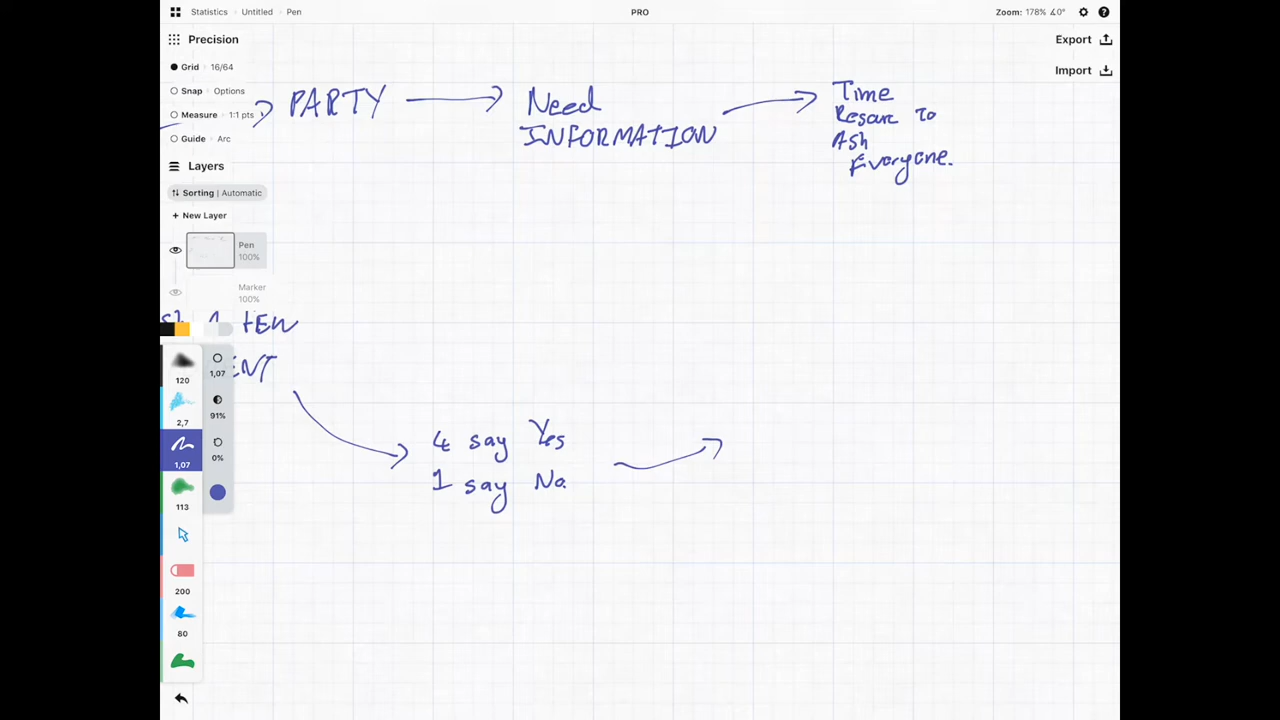 Statistics Untitled Pen
PRO
Zoom: 178% ∡0°
Precision
Export
Grid 16/64
Import
Snap Options
Measure 1:1 pts
Guide Arc
Layers
Sorting | Automatic
+ New Layer
Pen
100%
Marker
100%
PARTY
Need
INFORMATION
Time
To
Ask
Everyone.
ENT
4 say Yes
1 say No
120
2,7
1,07
113
200
80
1,07
91%
0%